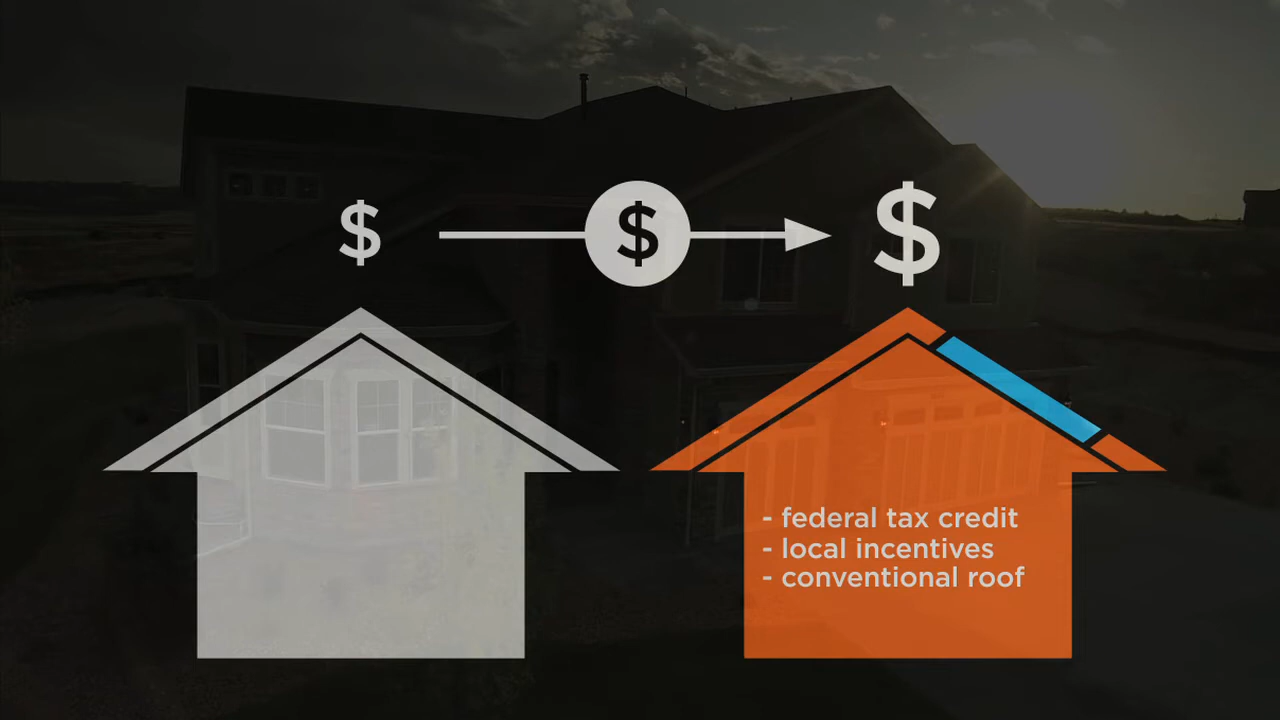 $ $ $
- federal tax credit
- local incentives
- conventional roof